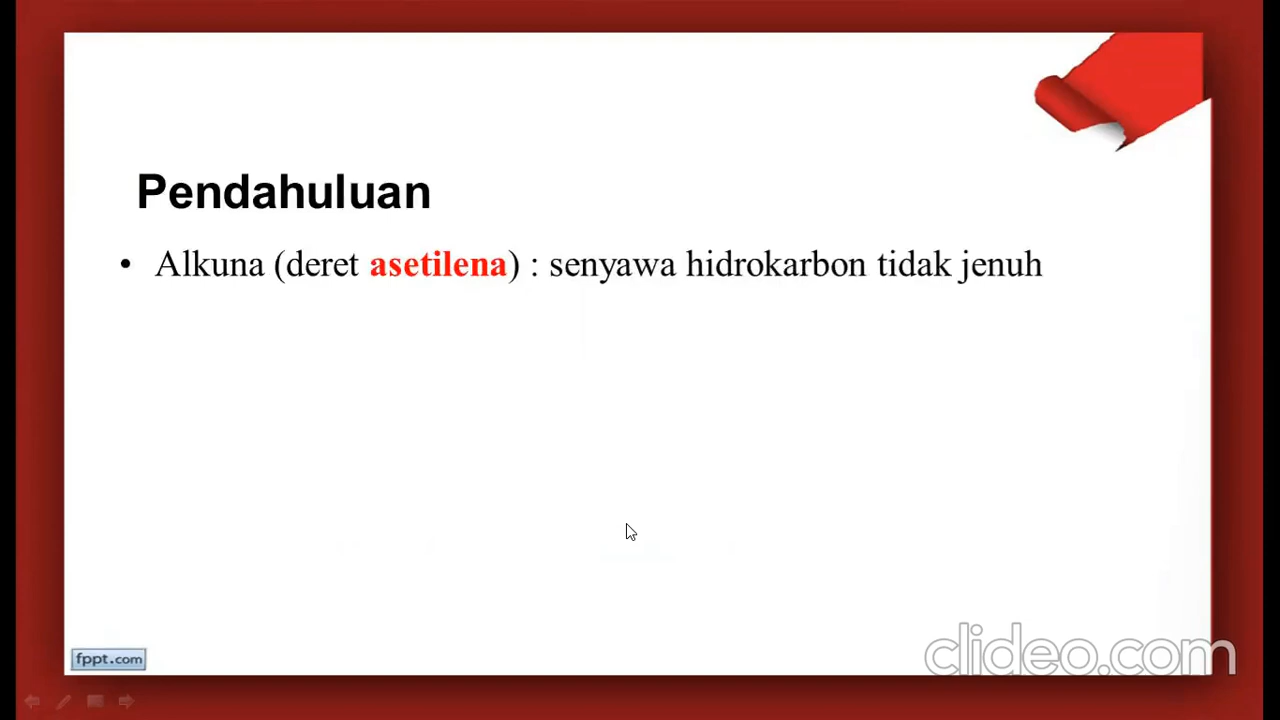 Pendahuluan
• Alkuna (deret asetilena) : senyawa hidrokarbon tidak jenuh
fppt.com
clideo.com